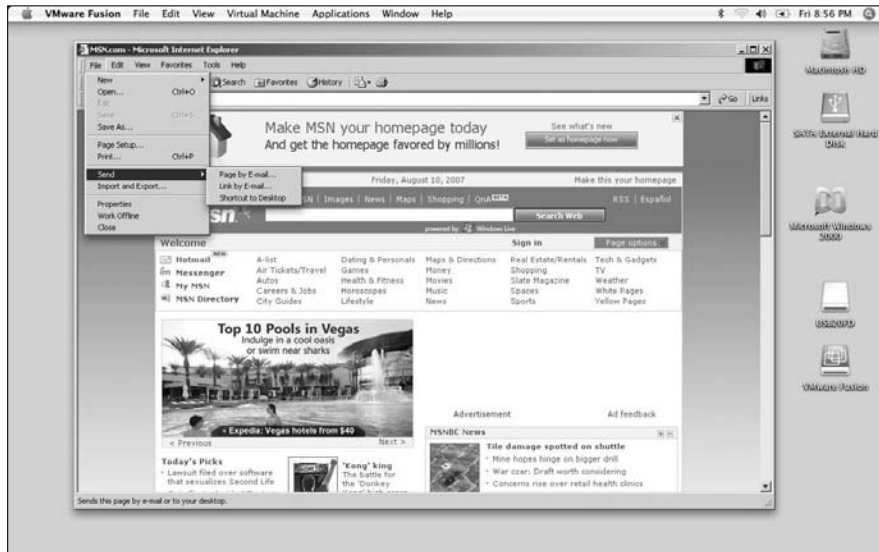 VMware Fusion File Edit View Virtual Machine Applications Window Help Fri 8:56 PM
MSN.com - Microsoft Internet Explorer
File Edit View Favorites Tools Help
Search Favorites History
Go Links
New
Open... Ctrl+O
Edit
Save Ctrl+S
Save As...
Page Setup...
Print... Ctrl+P
Send
Import and Export...
Properties
Work Offline
Close
Page by E-mail...
Link by E-mail...
Shortcut to Desktop
Make MSN your homepage today
And get the homepage favored by millions!
See what's new
Set as homepage now
Friday, August 10, 2007 Make this your homepage
Images | News | Maps | Shopping | QnA BETA RSS | Español
Search Web
powered by Windows Live
Welcome Sign in Page options
Hotmail NEW
Messenger
My MSN
MSN Directory
A-list
Air Tickets/Travel
Autos
Careers & Jobs
City Guides
Dating & Personals
Games
Health & Fitness
Horoscopes
Lifestyle
Maps & Directions
Money
Movies
Music
News
Real Estate/Rentals
Shopping
Slate Magazine
Spaces
Sports
Tech & Gadgets
TV
Weather
White Pages
Yellow Pages
Top 10 Pools in Vegas
Indulge in a cool oasis
or swim near sharks
Expedia: Vegas hotels from $40
< Previous Next >
Advertisement Ad feedback
Today's Picks
Lawsuit filed over software
that sexualizes Second Life
'Kong' king
The battle for
the 'Donkey
MSNBC News
Tile damage spotted on shuttle
Mine hopes hinge on bigger drill
War czar: Draft worth considering
Concerns rise over retail health clinics
Sends this page by e-mail or to your desktop.
Macintosh HD
SATA External Hard
Disk
Microsoft Windows
2000
USB20FD
VMware Fusion